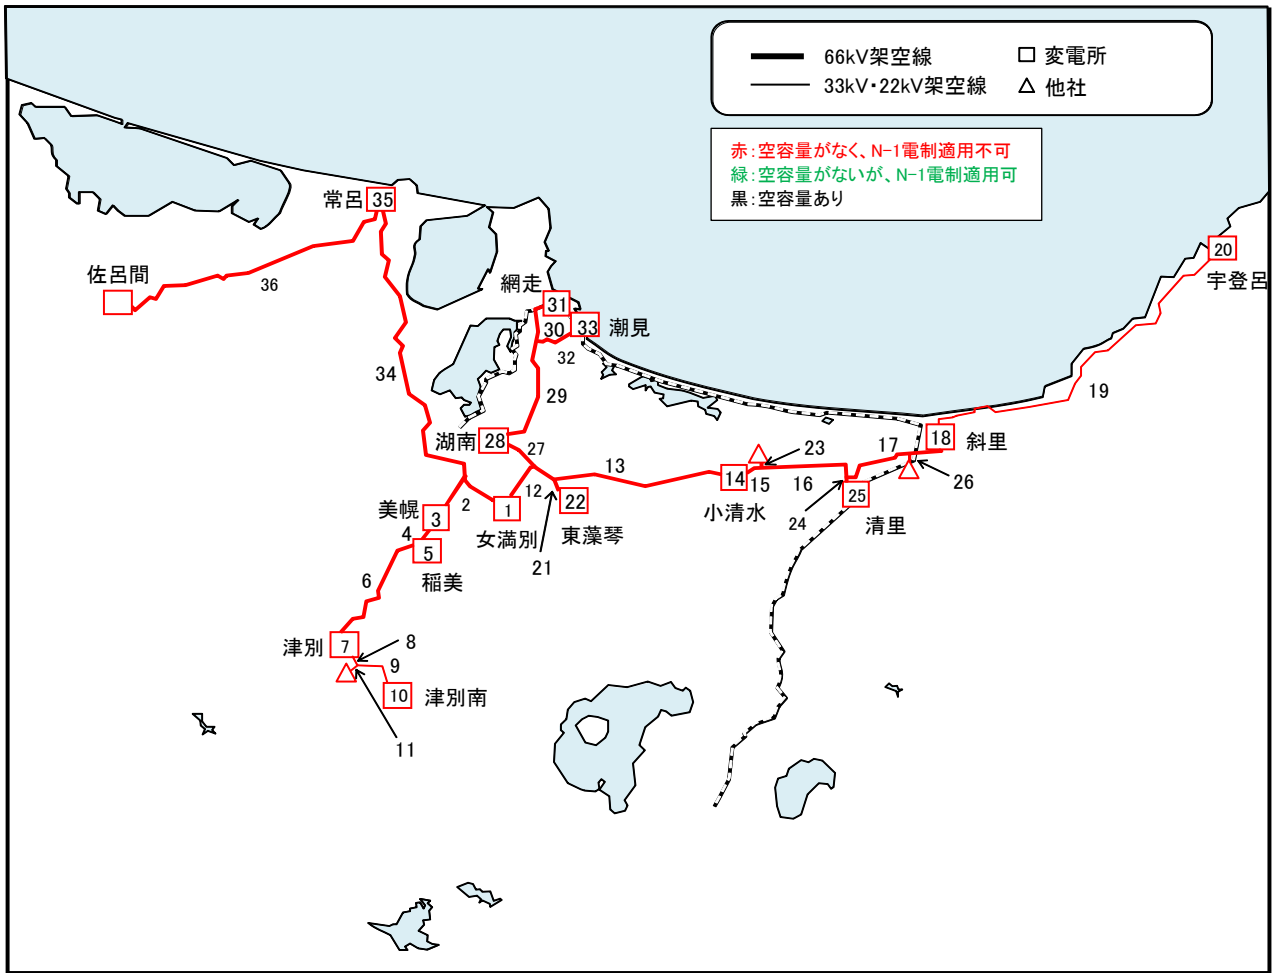 66kV架空線
変電所
33kV・22kV架空線
他社
赤:空容量がなく、N-1電制適用不可
緑:空容量がないが、N-1電制適用可
黒:空容量あり
常呂
35
20
宇登呂
佐呂間
36
網走
31
30
33
潮見
32
34
29
19
湖南
28
27
13
23
17
18
斜里
14
15
16
26
2
12
22
25
美幌
3
1
小清水
24
清里
4
女満別
東藻琴
5
21
6
稲美
津別
7
8
9
10
津別南
11